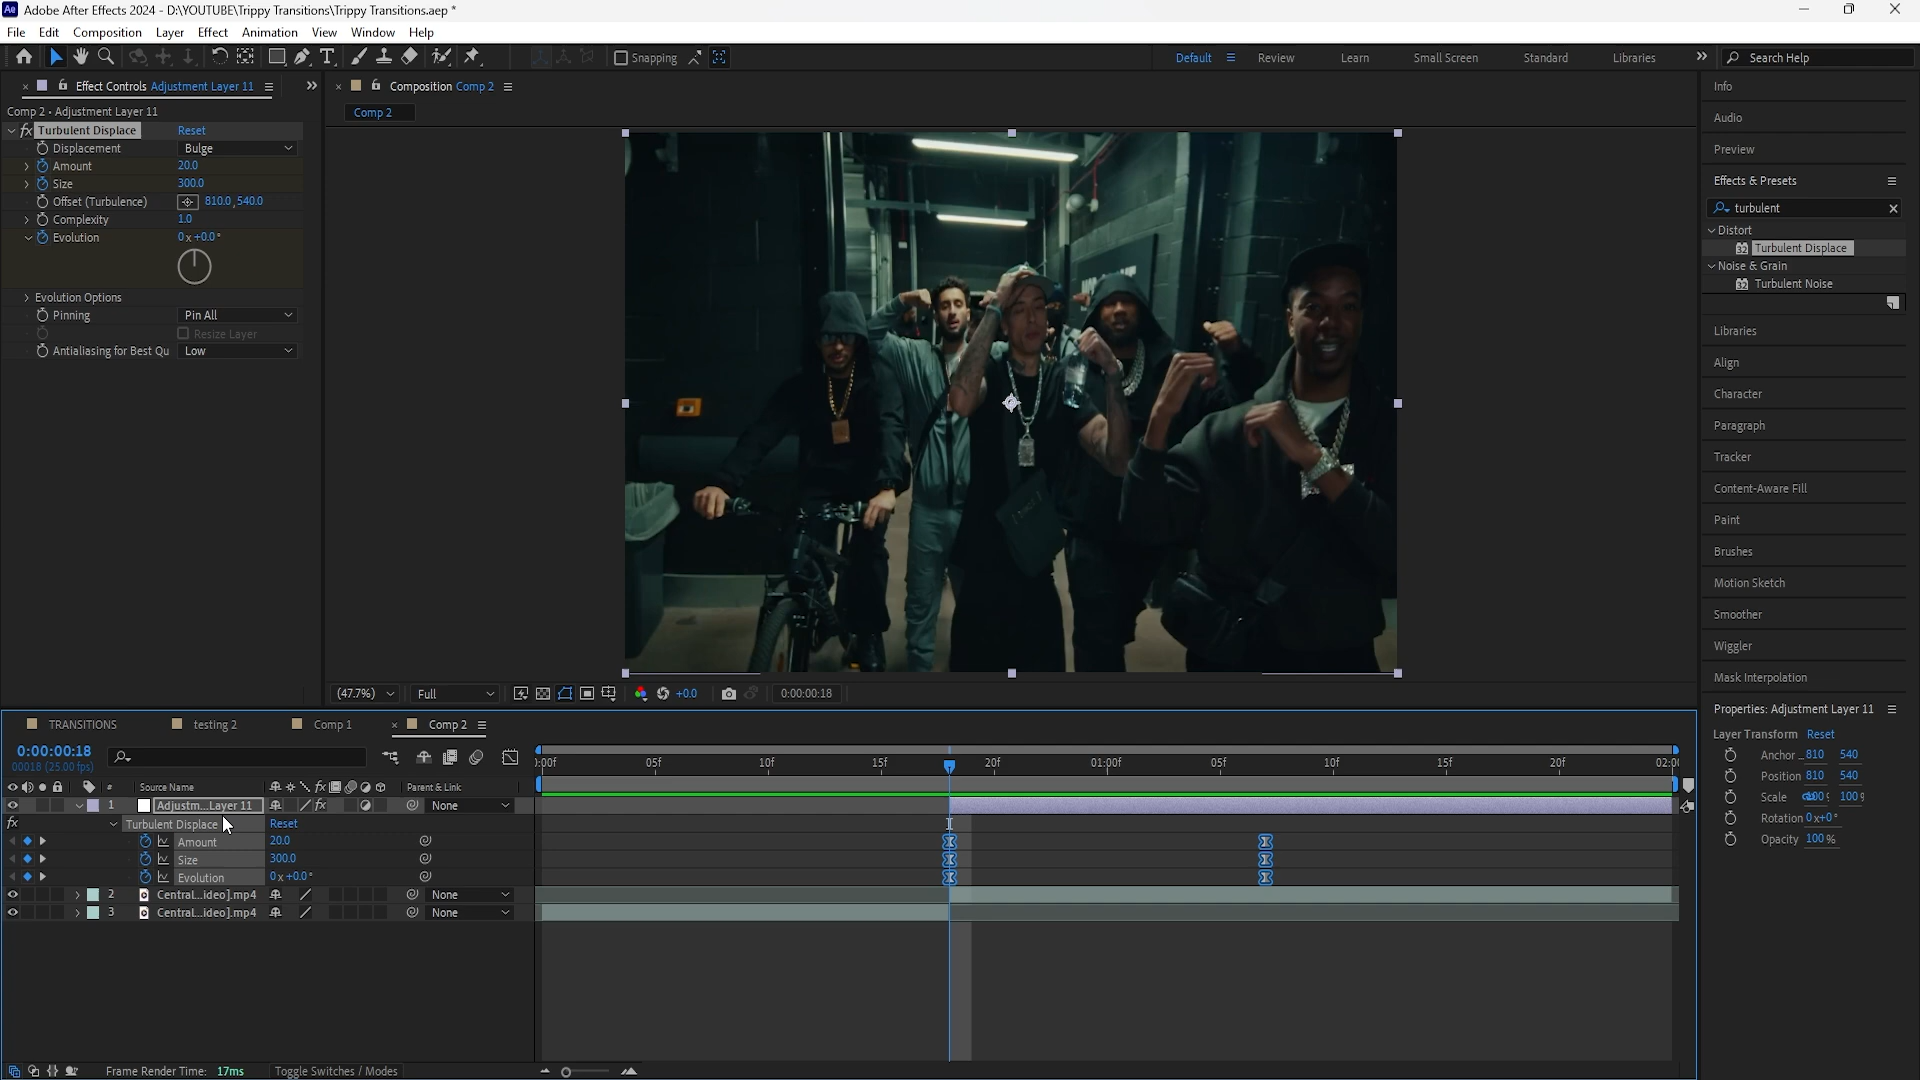 Adobe After Effects 2024 - D:\YOUTUBE\Trippy Transitions\Trippy Transitions.aep *
File Edit Composition Layer Effect Animation View Window Help
Snapping Default Review Learn Small Screen Standard Libraries Search Help
Effect Controls Adjustment Layer 11
Comp 2 • Adjustment Layer 11
fx Turbulent Displace Reset
Displacement Bulge
Amount 20.0
Size 300.0
Offset (Turbulence) 810.0, 540.0
Complexity 1.0
Evolution 0x+0.0°
Evolution Options
Pinning Pin All
Resize Layer
Antialiasing for Best Qu Low
Composition Comp 2
Comp 2
(47.7%) Full +0.0 0:00:00:18
Info
Audio
Preview
Effects & Presets
turbulent
Distort
Turbulent Displace
Noise & Grain
Turbulent Noise
Libraries
Align
Character
Paragraph
Tracker
Content-Aware Fill
Paint
Brushes
Motion Sketch
Smoother
Wiggler
Mask Interpolation
Properties: Adjustment Layer 11
Layer Transform Reset
Anchor... 810 540
Position 810 540
Scale 100% 100%
Rotation 0x+0°
Opacity 100%
TRANSITIONS testing 2 Comp 1 Comp 2
0:00:00:18
00018 (25.00 fps)
):00f 05f 10f 15f 20f 01:00f 05f 10f 15f 20f 02:00
# Source Name Parent & Link
1 Adjustm...Layer 11 None
fx Turbulent Displace Reset
Amount 20.0
Size 300.0
Evolution 0x+0.0°
2 Central...ideo].mp4 None
3 Central...ideo].mp4 None
Frame Render Time: 17ms Toggle Switches / Modes